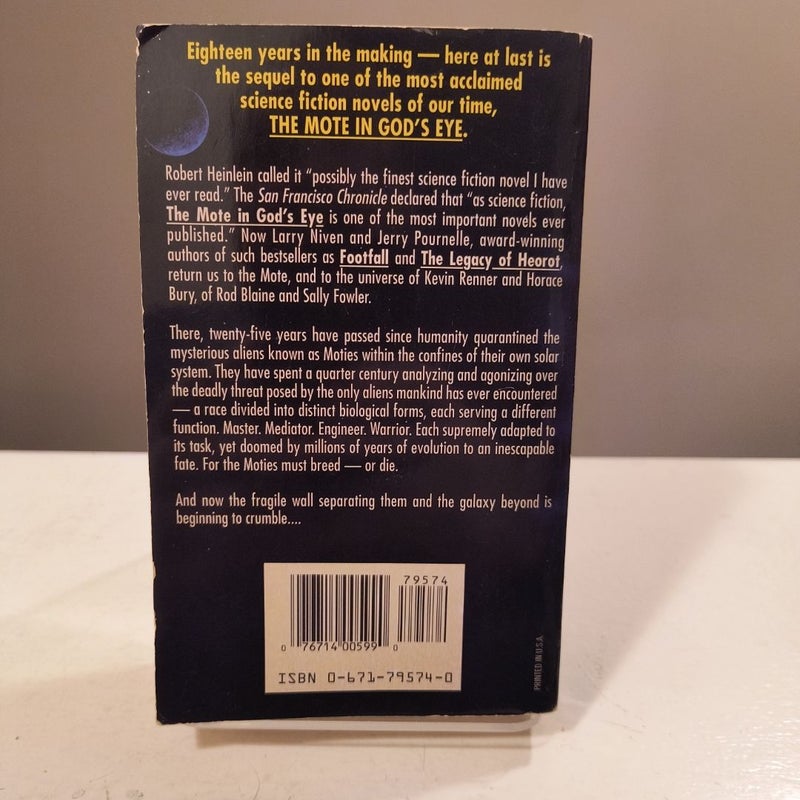 Eighteen years in the making — here at last is
the sequel to one of the most acclaimed
science fiction novels of our time,
THE MOTE IN GOD'S EYE.
Robert Heinlein called it "possibly the finest science fiction novel I have
ever read." The San Francisco Chronicle declared that "as science fiction,
The Mote in God's Eye is one of the most important novels ever
published." Now Larry Niven and Jerry Pournelle, award-winning
authors of such bestsellers as Footfall and The Legacy of Heorot,
return us to the Mote, and to the universe of Kevin Renner and Horace
Bury, of Rod Blaine and Sally Fowler.
There, twenty-five years have passed since humanity quarantined the
mysterious aliens known as Moties within the confines of their own solar
system. They have spent a quarter century analyzing and agonizing over
the deadly threat posed by the only aliens mankind has ever encountered
— a race divided into distinct biological forms, each serving a different
function. Master. Mediator. Engineer. Warrior. Each supremely adapted to
its task, yet doomed by millions of years of evolution to an inescapable
fate. For the Moties must breed — or die.
And now the fragile wall separating them and the galaxy beyond is
beginning to crumble....
79574
0 76714 00599 0
ISBN 0-671-79574-0
PRINTED IN U.S.A.